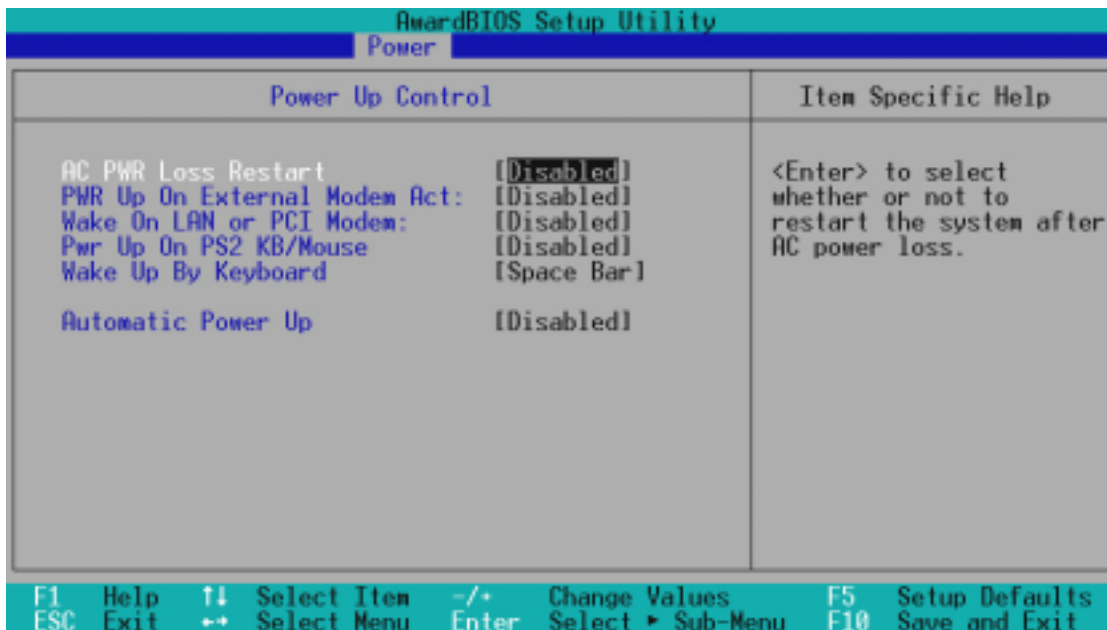 AwardBIOS Setup Utility
Power
Power Up Control
Item Specific Help
AC PWR Loss Restart [Disabled]
PWR Up On External Modem Act: [Disabled]
Wake On LAN or PCI Modem: [Disabled]
Pwr Up On PS2 KB/Mouse [Disabled]
Wake Up By Keyboard [Space Bar]
Automatic Power Up [Disabled]
<Enter> to select
whether or not to
restart the system after
AC power loss.
F1 Help ↑↓ Select Item -/+ Change Values F5 Setup Defaults
ESC Exit ←→ Select Menu Enter Select ► Sub-Menu F10 Save and Exit